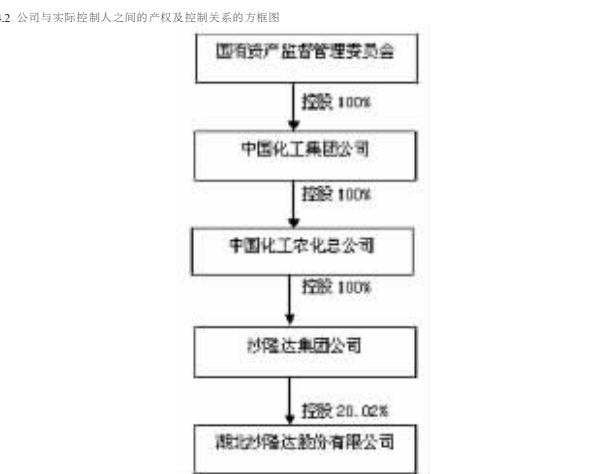 4.2 公司与实际控制人之间的产权及控制关系的方框图
国有资产监督管理委员会
控股 100%
中国化工集团公司
控股 100%
中国化工农化总公司
控股 100%
沙隆达集团公司
控股 20.02%
湖北沙隆达股份有限公司